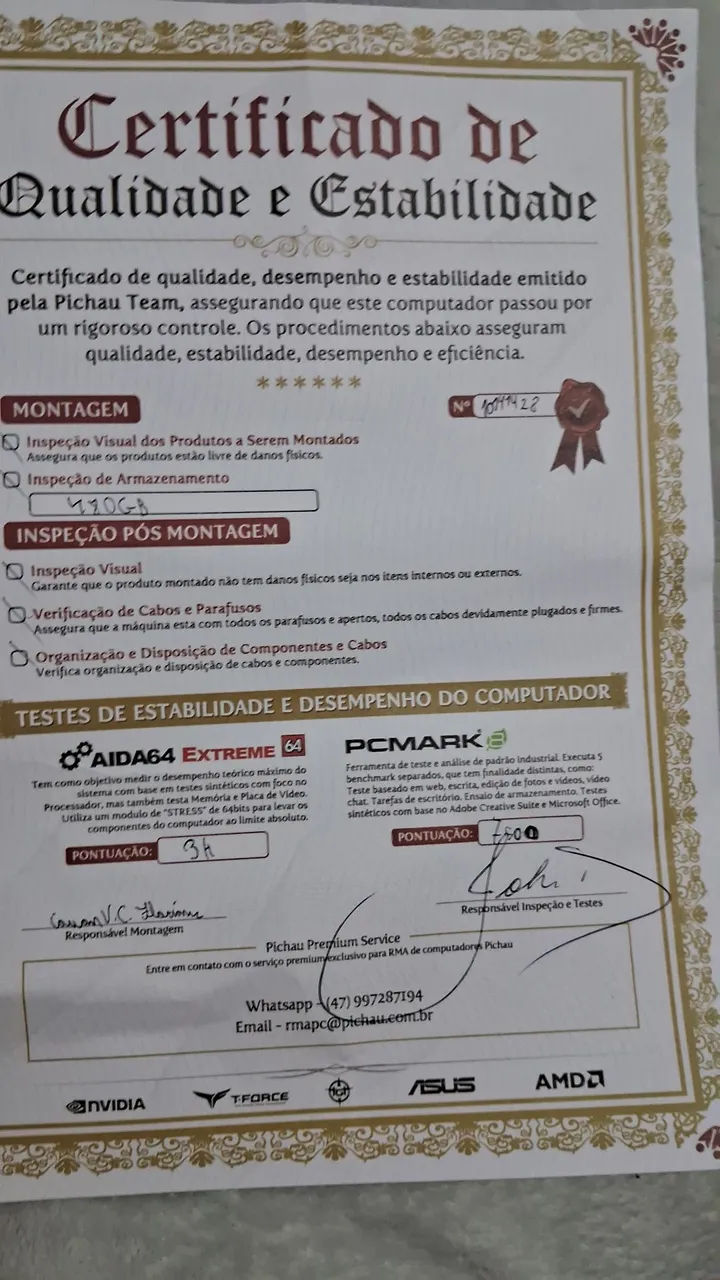 Certificado de
Qualidade e Estabilidade
Certificado de qualidade, desempenho e estabilidade emitido
pela Pichau Team, assegurando que este computador passou por
um rigoroso controle. Os procedimentos abaixo asseguram
qualidade, estabilidade, desempenho e eficiência.
******
MONTAGEM
Nº
Inspeção Visual dos Produtos a Serem Montados
Assegura que os produtos estão livre de danos físicos.
Inspeção de Armazenamento
480GB
INSPEÇÃO PÓS MONTAGEM
Inspeção Visual
Garante que o produto montado não tem danos físicos seja nos itens internos ou externos.
Verificação de Cabos e Parafusos
Assegura que a máquina esta com todos os parafusos e apertos, todos os cabos devidamente plugados e firmes.
Organização e Disposição de Componentes e Cabos
Verifica organização e disposição de cabos e componentes.
TESTES DE ESTABILIDADE E DESEMPENHO DO COMPUTADOR
AIDA64 EXTREME 64
Tem como objetivo medir o desempenho teórico máximo do
sistema com base em testes sintéticos com foco no
Processador, mas também testa Memória e Placa de Vídeo.
Utiliza um modulo de "STRESS" de 64bits para levar os
componentes do computador ao limite absoluto.
PONTUAÇÃO: 3h
PCMARK 8
Ferramenta de teste e análise de padrão industrial. Executa 5
benchmark separados, que tem finalidade distintas, como:
Teste baseado em web, escrita, edição de fotos e vídeos, vídeo
chat. Tarefas de escritório. Ensaio de armazenamento. Testes
sintéticos com base no Adobe Creative Suite e Microsoft Office.
PONTUAÇÃO:
V.C.
Responsável Montagem
Responsável Inspeção e Testes
Pichau Premium Service
Entre em contato com o serviço premium exclusivo para RMA de computadores Pichau
Whatsapp - (47) 997287194
Email - rmapc@pichau.com.br
NVIDIA
T-FORCE
ASUS
AMD